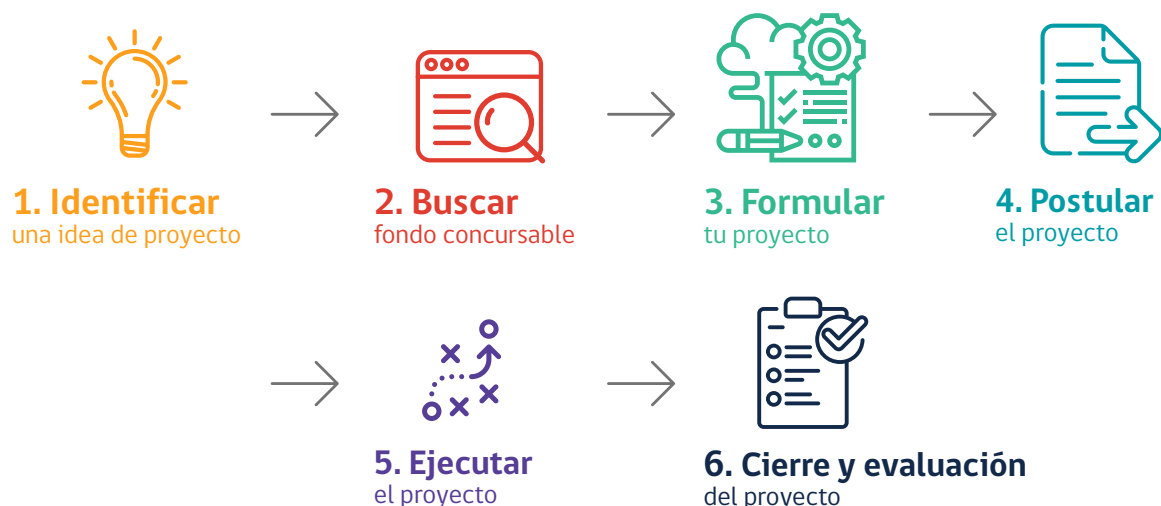 1. Identificar
una idea de proyecto
2. Buscar
fondo concursable
3. Formular
tu proyecto
4. Postular
el proyecto
5. Ejecutar
el proyecto
6. Cierre y evaluación
del proyecto